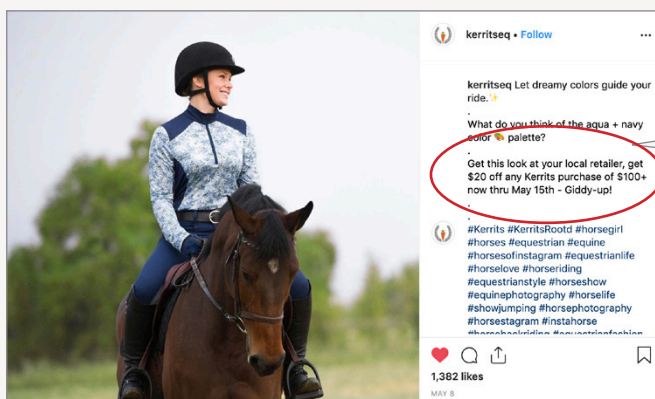 kerritseq • Follow
kerritseq Let dreamy colors guide your
ride.✨
.
What do you think of the aqua + navy
color 🎨 palette?
.
Get this look at your local retailer, get
$20 off any Kerrits purchase of $100+
now thru May 15th - Giddy-up!
.
.
#Kerrits #KerritsRootd #horsegirl
#horses #equestrian #equine
#horsesofinstagram #equestrianlife
#horselove #horseriding
#equestrianstyle #horseshow
#equinephotography #horselife
#showjumping #horsephotography
#horsestagram #instahorse
#horsebackriding #equestrianfashion
1,382 likes
MAY 8